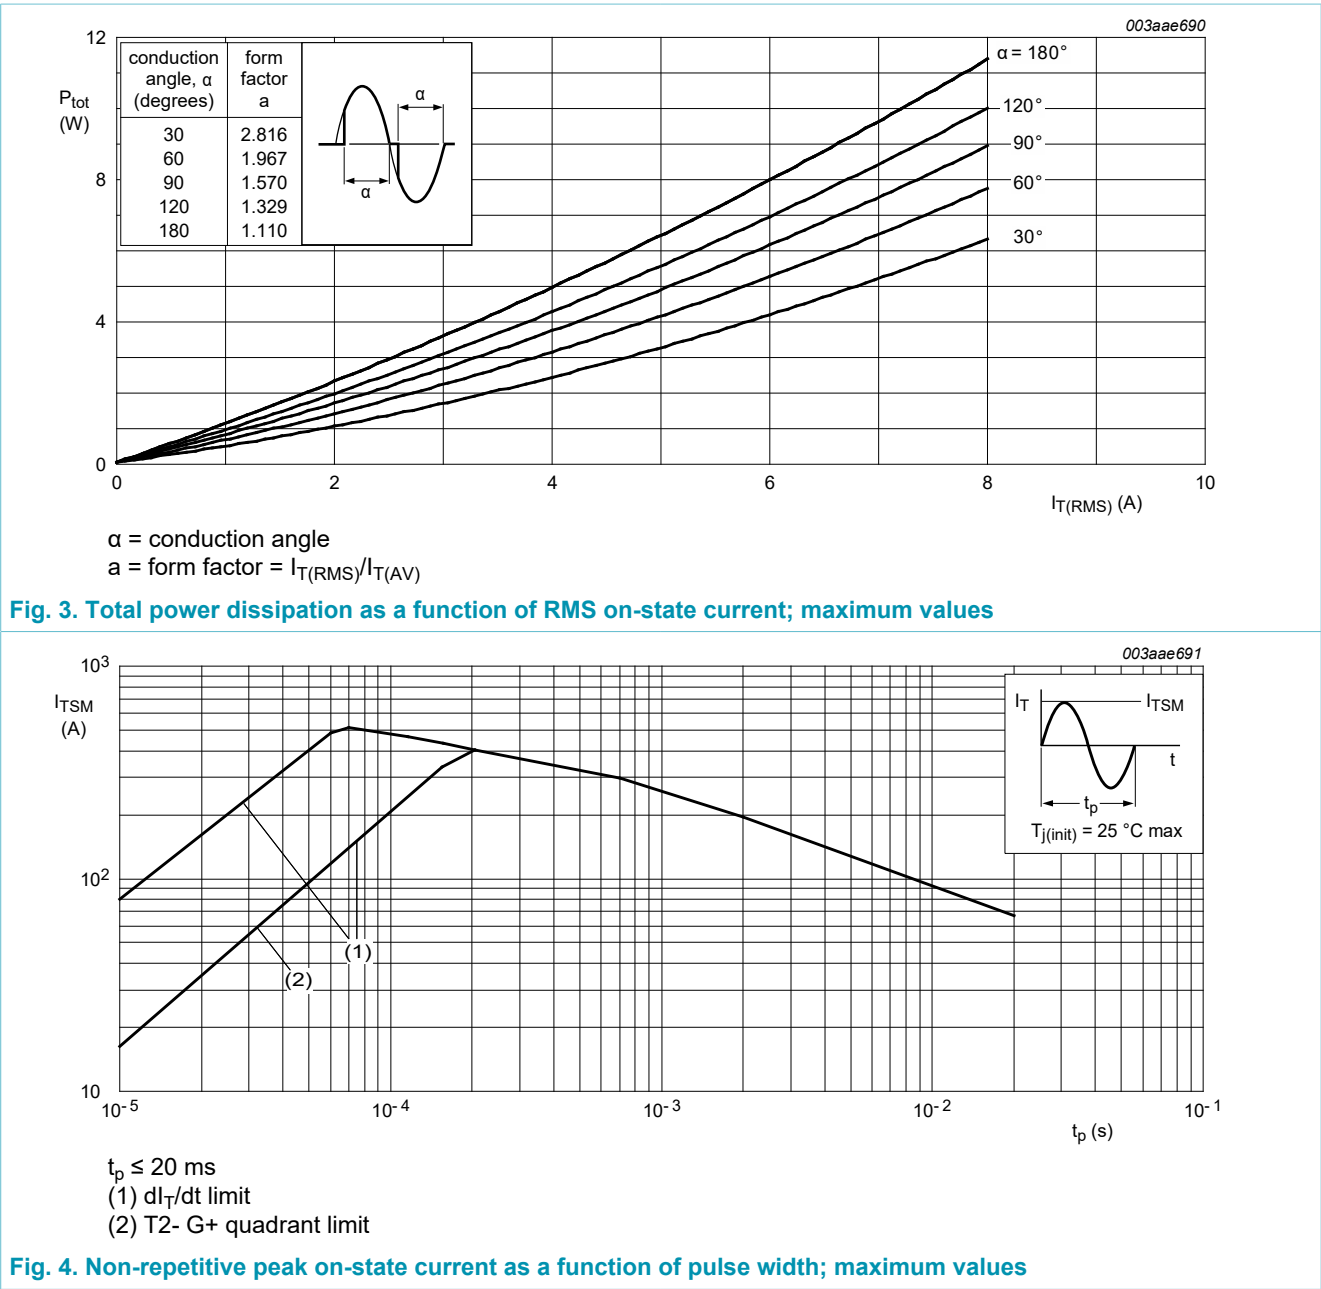 003aae690
12
8
4
0
Ptot
(W)
conduction angle, α (degrees) form factor a
30 2.816
60 1.967
90 1.570
120 1.329
180 1.110
α
α
α = 180°
120°
90°
60°
30°
0 2 4 6 8 10
IT(RMS) (A)
α = conduction angle
a = form factor = IT(RMS)/IT(AV)
Fig. 3. Total power dissipation as a function of RMS on-state current; maximum values
003aae691
10³
ITSM
(A)
10²
10
IT ITSM
t
tp
Tj(init) = 25 °C max
(1)
(2)
10⁻⁵ 10⁻⁴ 10⁻³ 10⁻² 10⁻¹
tp (s)
tp ≤ 20 ms
(1) dIT/dt limit
(2) T2- G+ quadrant limit
Fig. 4. Non-repetitive peak on-state current as a function of pulse width; maximum values